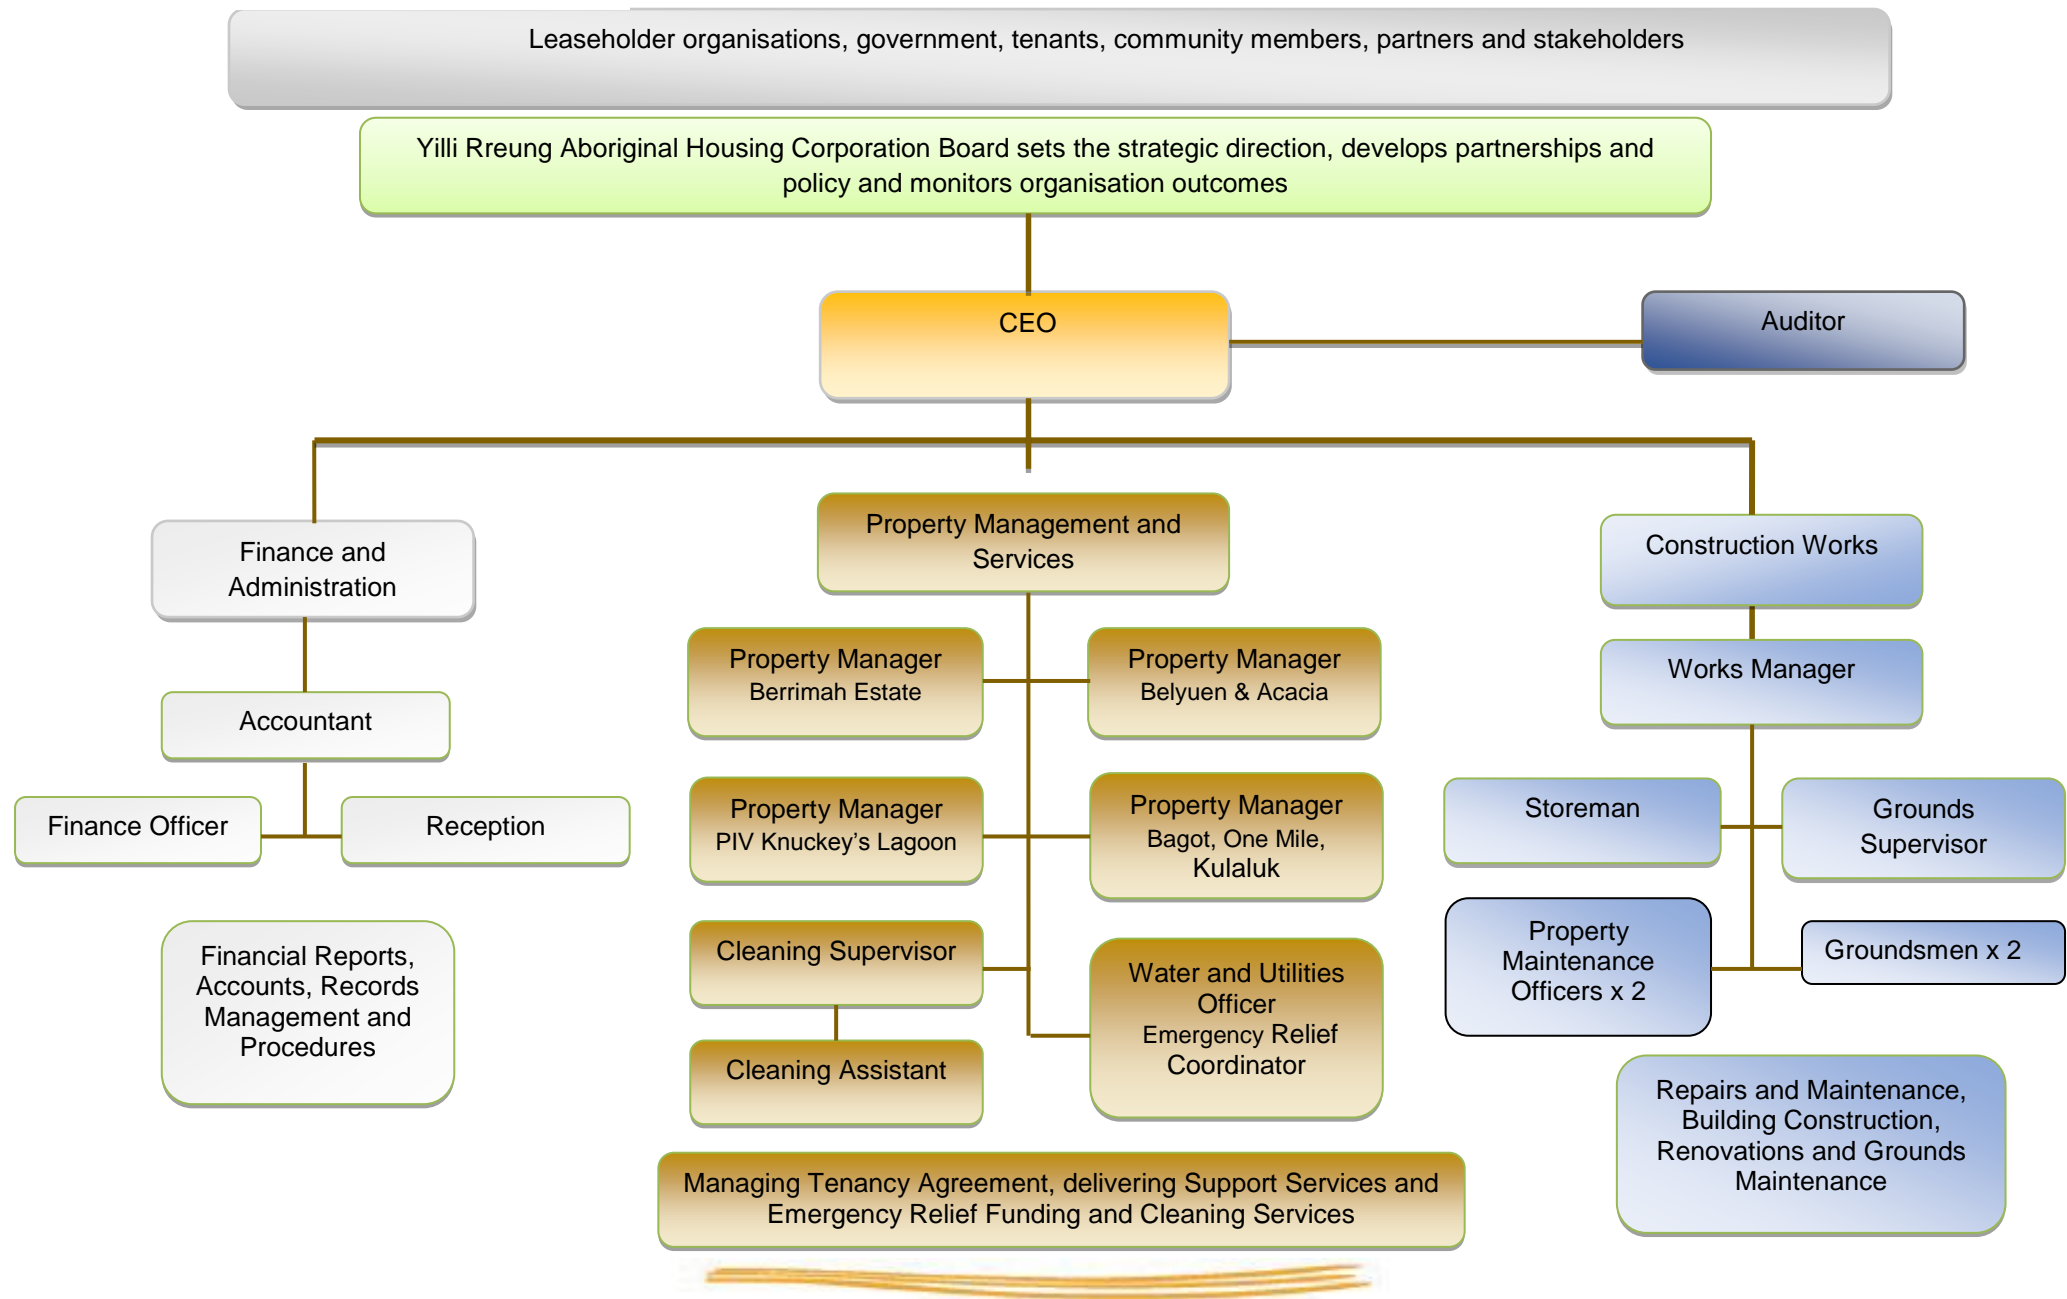 Leaseholder organisations, government, tenants, community members, partners and stakeholders
Yilli Rreung Aboriginal Housing Corporation Board sets the strategic direction, develops partnerships and
policy and monitors organisation outcomes
CEO
Auditor
Finance and
Administration
Accountant
Finance Officer
Reception
Financial Reports,
Accounts, Records
Management and
Procedures
Property Management and
Services
Property Manager
Berrimah Estate
Property Manager
Belyuen & Acacia
Property Manager
PIV Knuckey’s Lagoon
Property Manager
Bagot, One Mile,
Kulaluk
Cleaning Supervisor
Water and Utilities
Officer
Emergency Relief
Coordinator
Cleaning Assistant
Managing Tenancy Agreement, delivering Support Services and
Emergency Relief Funding and Cleaning Services
Construction Works
Works Manager
Storeman
Grounds
Supervisor
Property
Maintenance
Officers x 2
Groundsmen x 2
Repairs and Maintenance,
Building Construction,
Renovations and Grounds
Maintenance